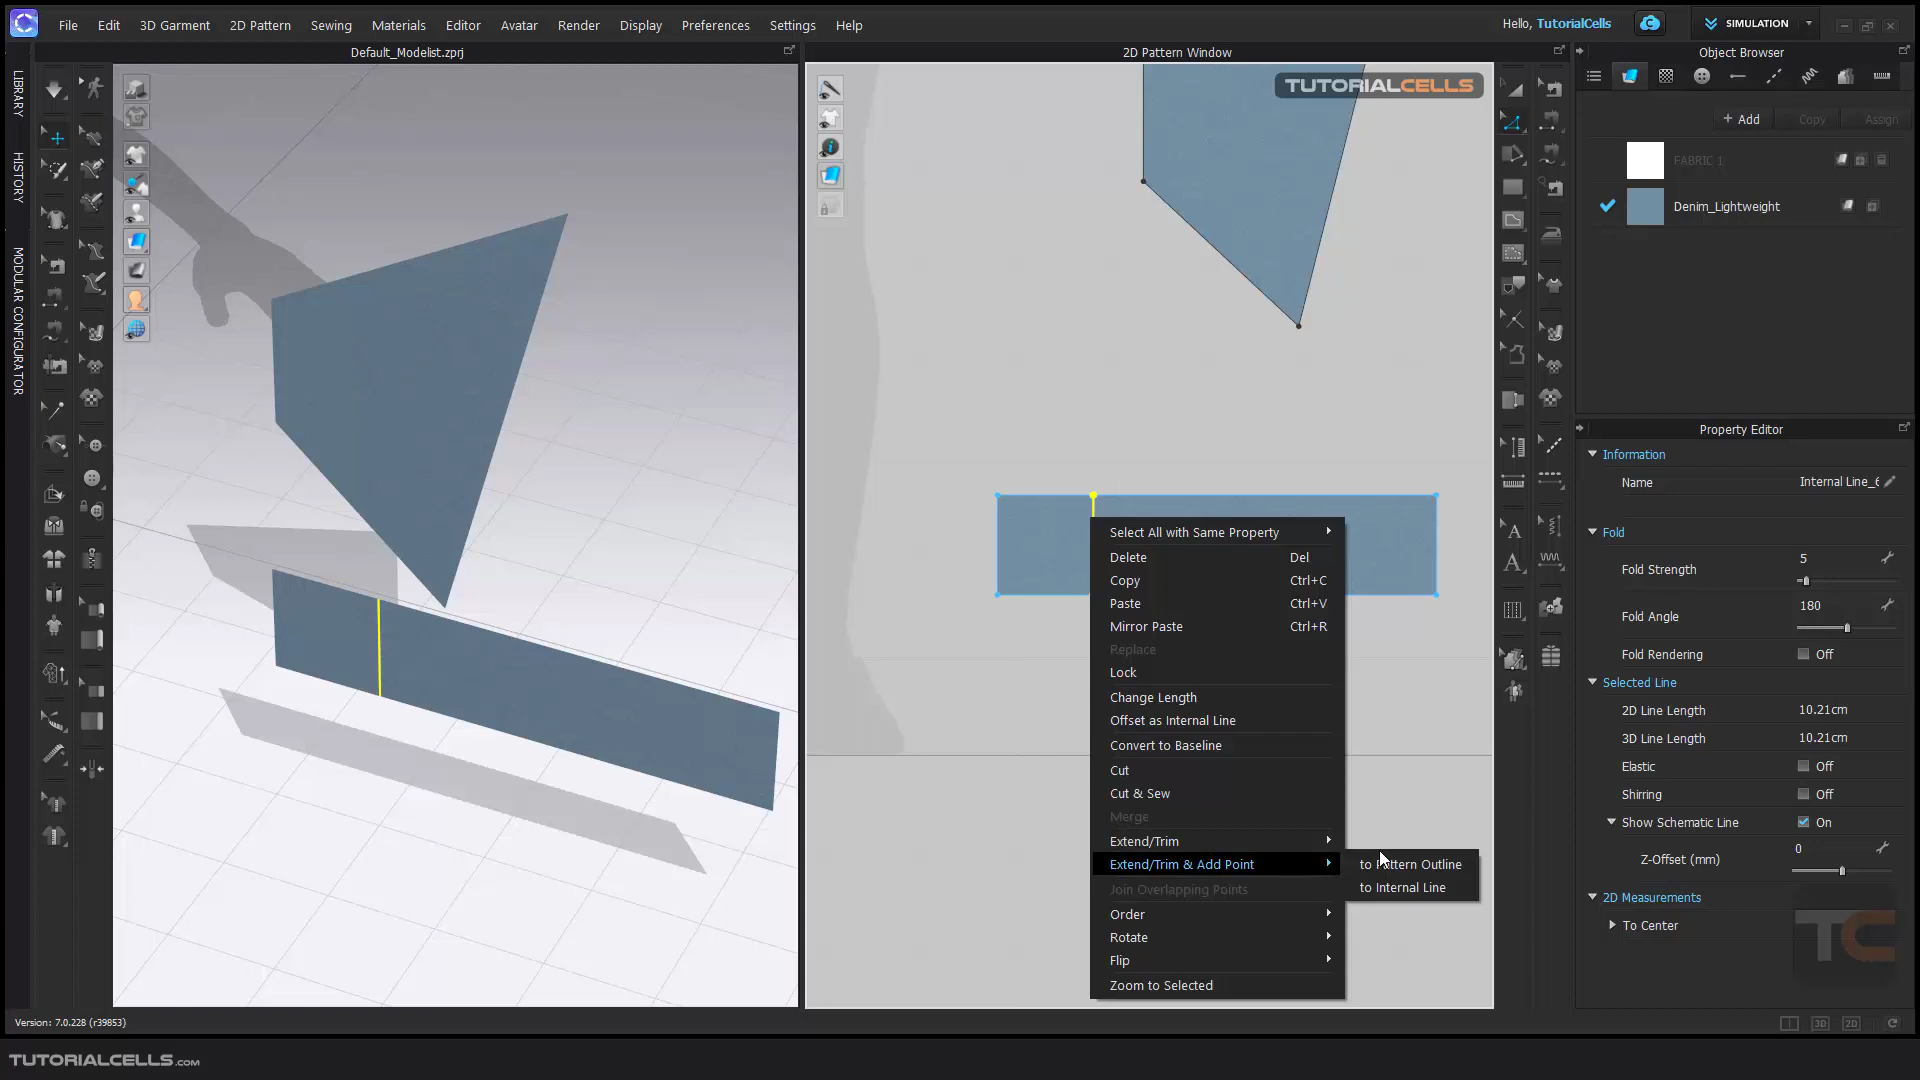 File Edit 3D Garment 2D Pattern Sewing Materials Editor Avatar Render Display Preferences Settings Help
Hello, TutorialCells
SIMULATION
Default_Modelist.zprj
2D Pattern Window
Object Browser
LIBRARY
HISTORY
MODULAR CONFIGURATOR
TUTORIALCELLS
+ Add Copy Assign
FABRIC 1
Denim_Lightweight
Property Editor
Information
Name Internal Line_6
Fold
Fold Strength 5
Fold Angle 180
Fold Rendering Off
Selected Line
2D Line Length 10.21cm
3D Line Length 10.21cm
Elastic Off
Shirring Off
Show Schematic Line On
Z-Offset (mm) 0
2D Measurements
To Center
Select All with Same Property
Delete Del
Copy Ctrl+C
Paste Ctrl+V
Mirror Paste Ctrl+R
Replace
Lock
Change Length
Offset as Internal Line
Convert to Baseline
Cut
Cut & Sew
Merge
Extend/Trim
Extend/Trim & Add Point
to Pattern Outline
to Internal Line
Join Overlapping Points
Order
Rotate
Flip
Zoom to Selected
TC
Version: 7.0.228 (r39853)
3D 2D
TUTORIALCELLS.com